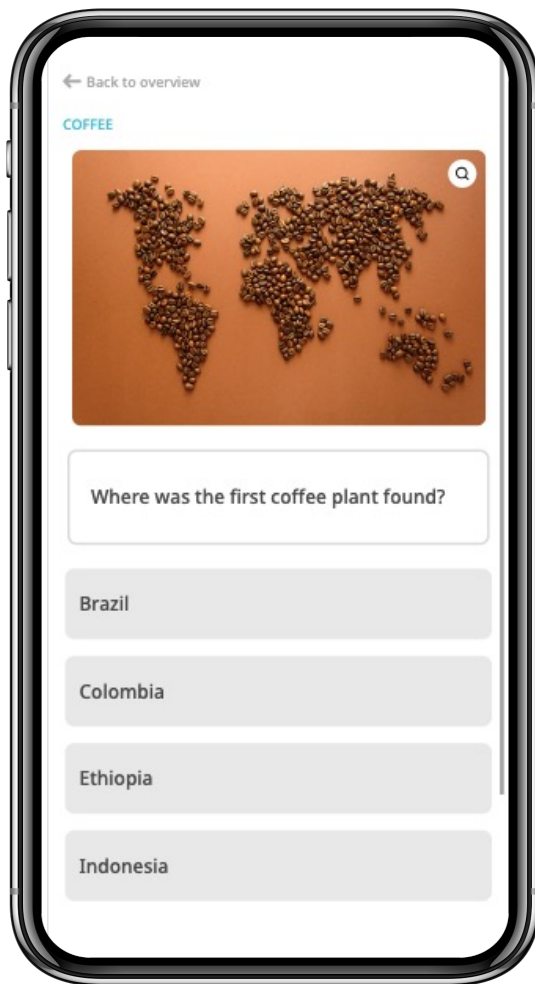 Back to overview
COFFEE
Where was the first coffee plant found?
Brazil
Colombia
Ethiopia
Indonesia